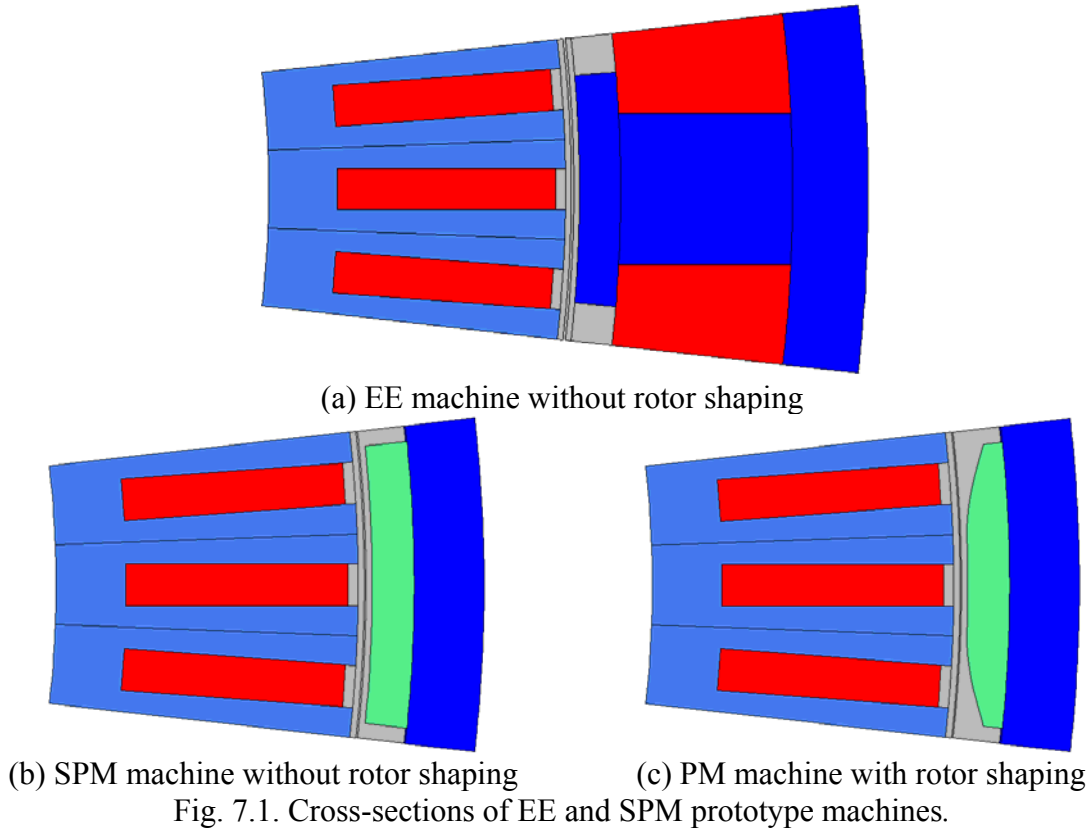 (a) EE machine without rotor shaping
(b) SPM machine without rotor shaping
(c) PM machine with rotor shaping
Fig. 7.1. Cross-sections of EE and SPM prototype machines.